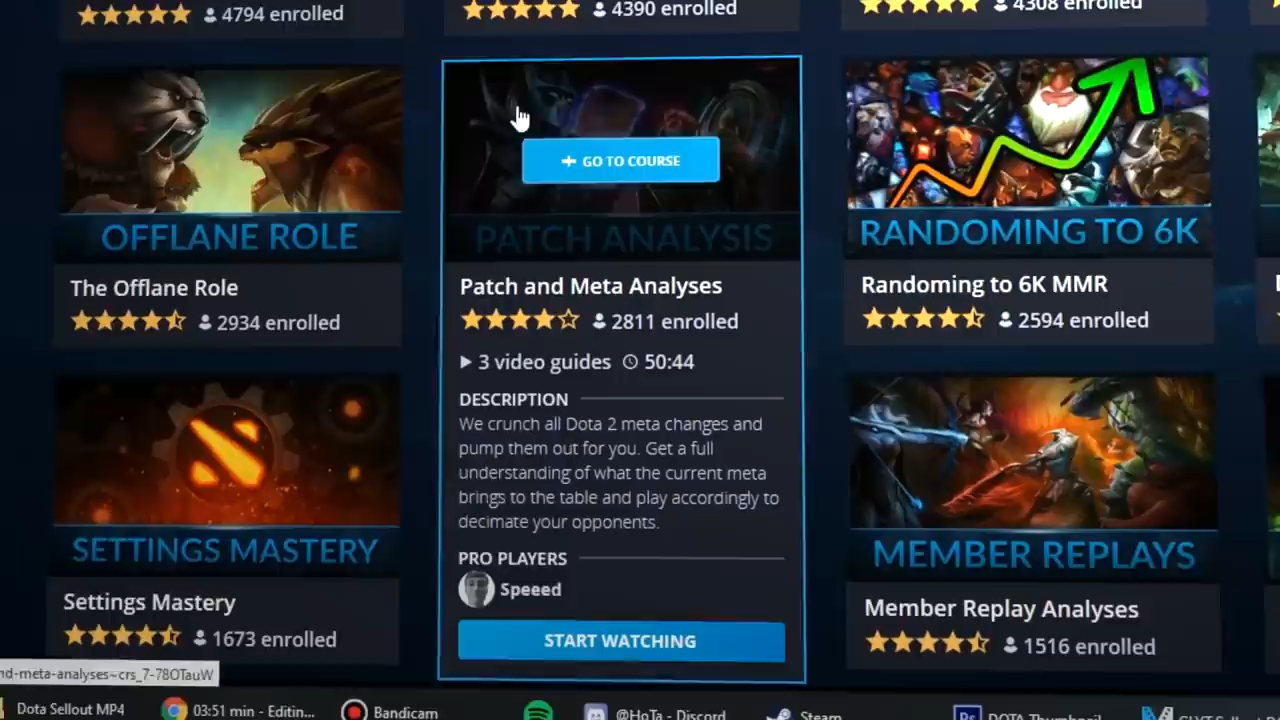 4794 enrolled
4390 enrolled
4308 enrolled
GO TO COURSE
OFFLANE ROLE
PATCH ANALYSIS
RANDOMING TO 6K
The Offlane Role
2934 enrolled
Patch and Meta Analyses
2811 enrolled
Randoming to 6K MMR
2594 enrolled
3 video guides 50:44
DESCRIPTION
We crunch all Dota 2 meta changes and
pump them out for you. Get a full
understanding of what the current meta
brings to the table and play accordingly to
decimate your opponents.
PRO PLAYERS
Speeed
START WATCHING
SETTINGS MASTERY
Settings Mastery
1673 enrolled
MEMBER REPLAYS
Member Replay Analyses
1516 enrolled
nd-meta-analyses~crs_7-78OTauW
Dota Sellout MP4
03:51 min - Editin...
Bandicam
@HoTa - Discord
Steam
Ps
DOTA Thumbnail